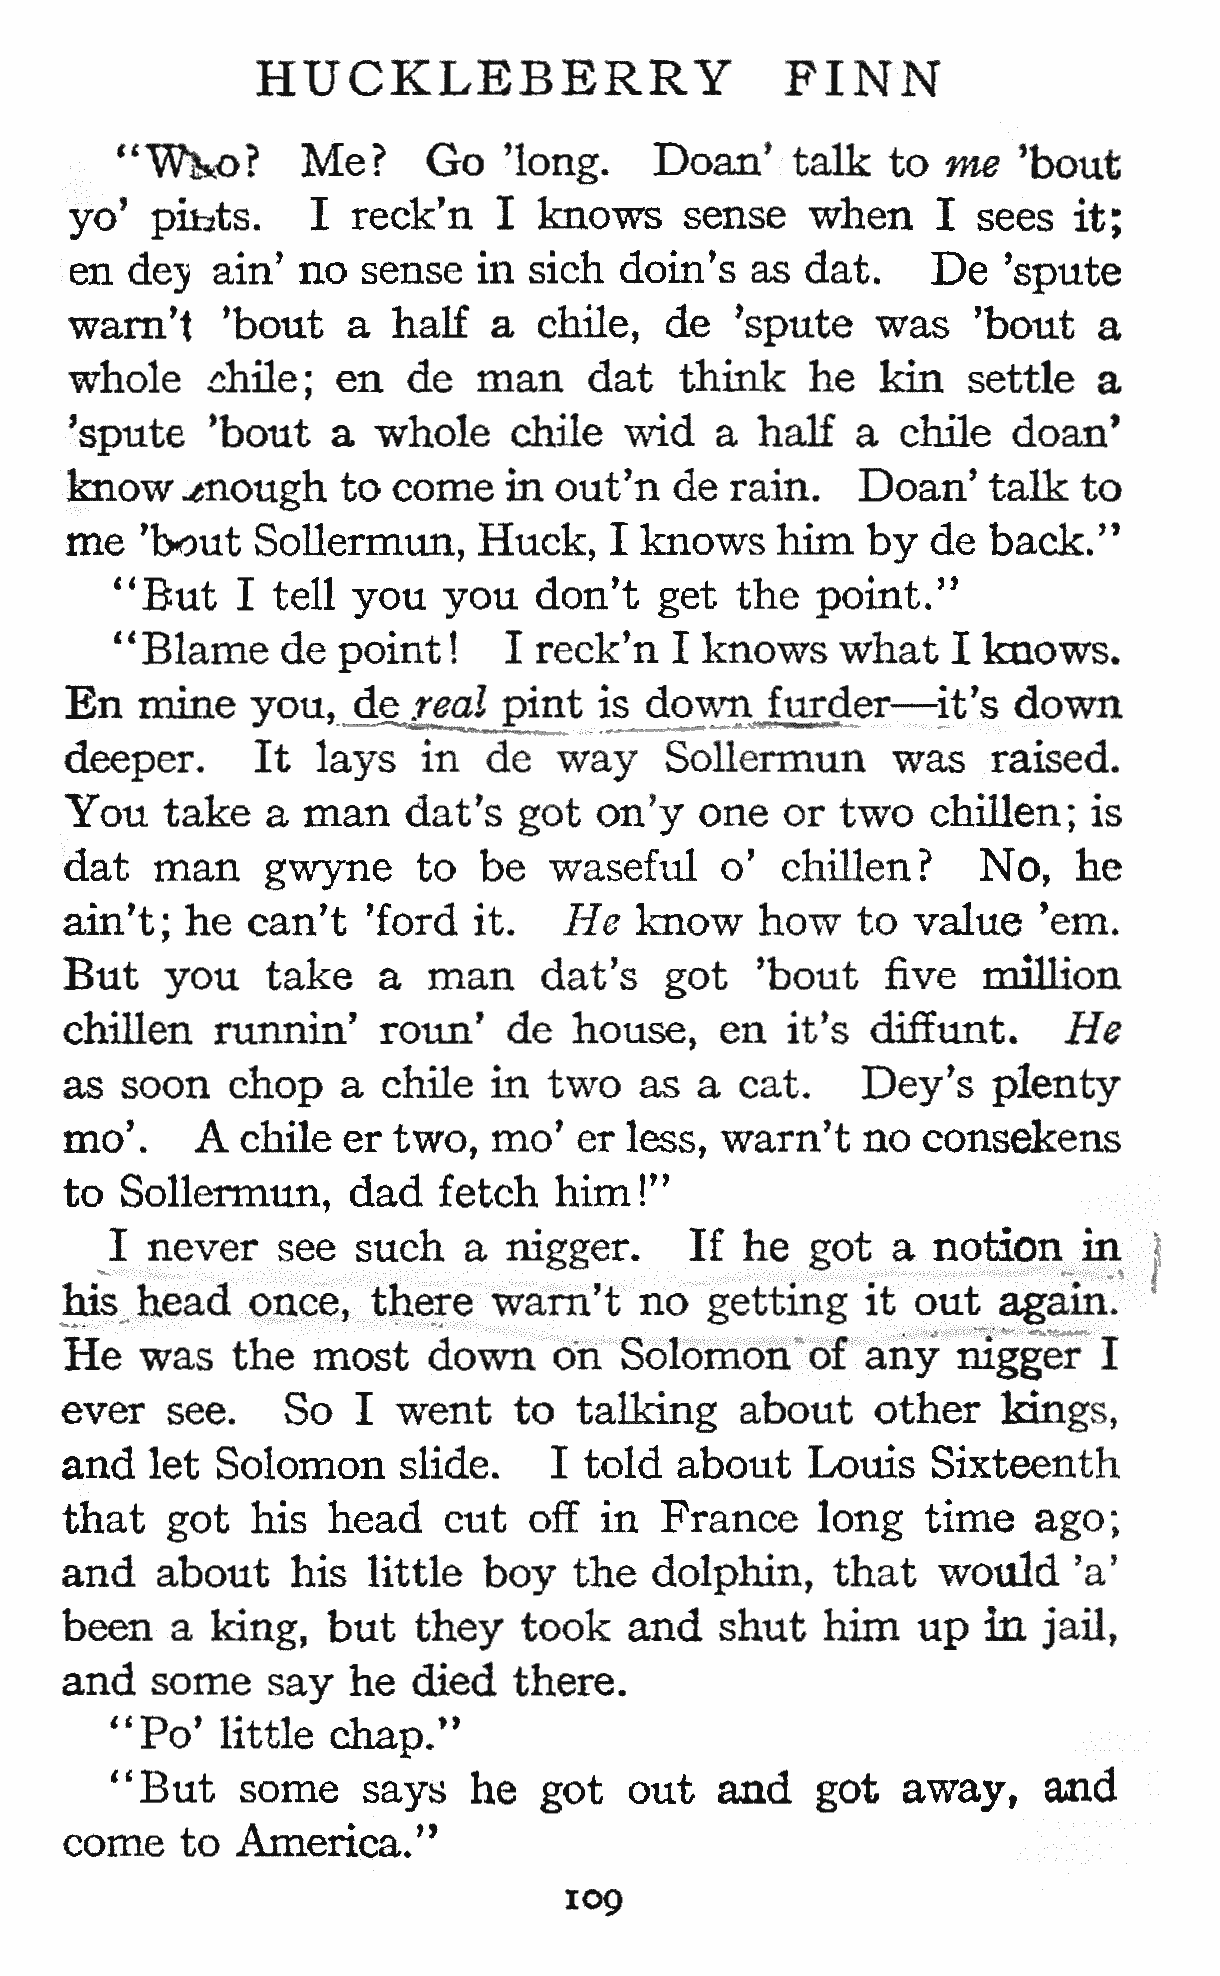 HUCKLEBERRY FINN
"Who? Me? Go 'long. Doan' talk to me 'bout
yo' pints. I reck'n I knows sense when I sees it;
en dey ain' no sense in sich doin's as dat. De 'spute
warn't 'bout a half a chile, de 'spute was 'bout a
whole chile; en de man dat think he kin settle a
'spute 'bout a whole chile wid a half a chile doan'
know enough to come in out'n de rain. Doan' talk to
me 'bout Sollermun, Huck, I knows him by de back."
"But I tell you you don't get the point."
"Blame de point! I reck'n I knows what I knows.
En mine you, de real pint is down furder—it's down
deeper. It lays in de way Sollermun was raised.
You take a man dat's got on'y one or two chillen; is
dat man gwyne to be waseful o' chillen? No, he
ain't; he can't 'ford it. He know how to value 'em.
But you take a man dat's got 'bout five million
chillen runnin' roun' de house, en it's diffunt. He
as soon chop a chile in two as a cat. Dey's plenty
mo'. A chile er two, mo' er less, warn't no consekens
to Sollermun, dad fetch him!"
I never see such a nigger. If he got a notion in
his head once, there warn't no getting it out again.
He was the most down on Solomon of any nigger I
ever see. So I went to talking about other kings,
and let Solomon slide. I told about Louis Sixteenth
that got his head cut off in France long time ago;
and about his little boy the dolphin, that would 'a'
been a king, but they took and shut him up in jail,
and some say he died there.
"Po' little chap."
"But some says he got out and got away, and
come to America."
109